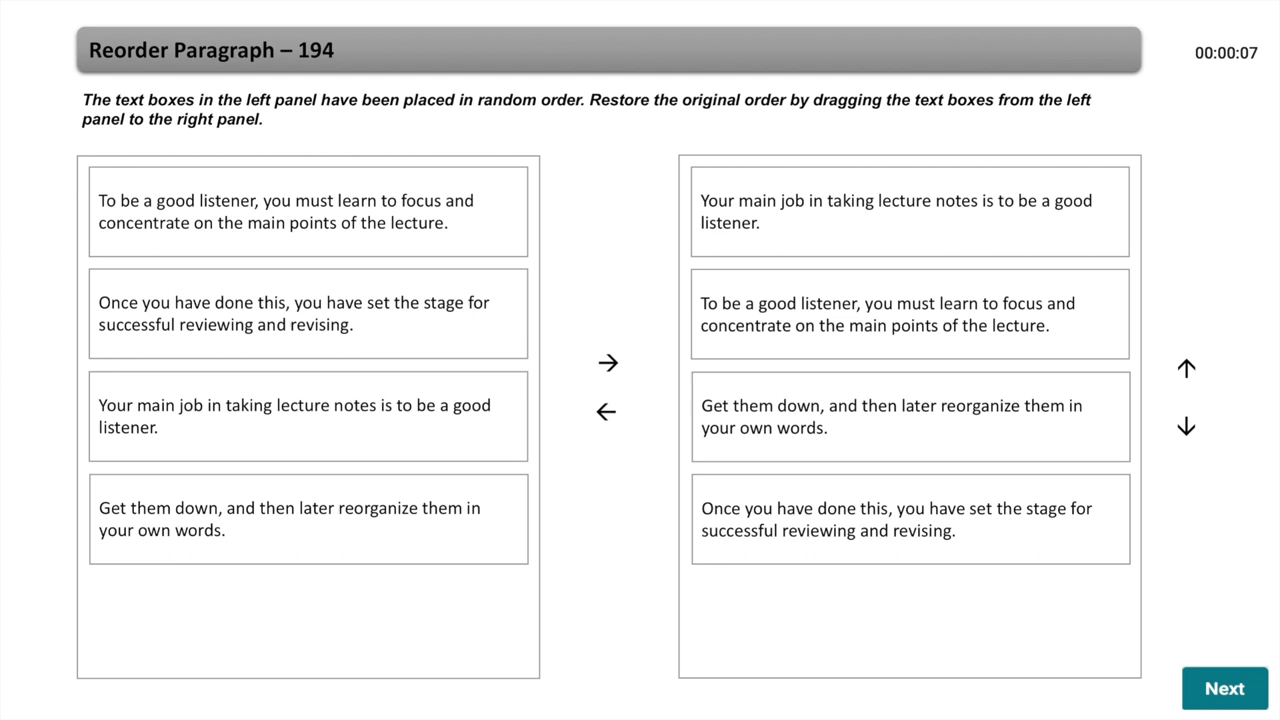 Reorder Paragraph – 194
00:00:07
The text boxes in the left panel have been placed in random order. Restore the original order by dragging the text boxes from the left
panel to the right panel.
To be a good listener, you must learn to focus and
concentrate on the main points of the lecture.
Once you have done this, you have set the stage for
successful reviewing and revising.
Your main job in taking lecture notes is to be a good
listener.
Get them down, and then later reorganize them in
your own words.
→
←
Your main job in taking lecture notes is to be a good
listener.
To be a good listener, you must learn to focus and
concentrate on the main points of the lecture.
Get them down, and then later reorganize them in
your own words.
Once you have done this, you have set the stage for
successful reviewing and revising.
↑
↓
Next